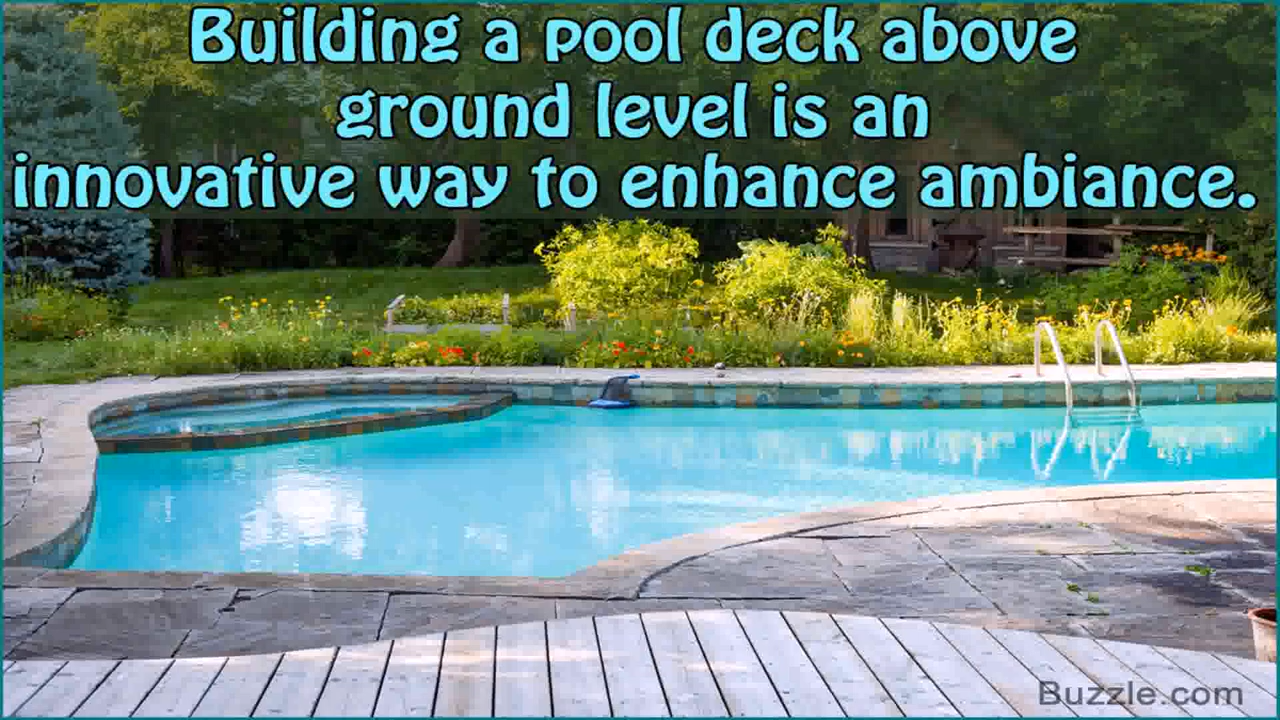 Building a pool deck above
ground level is an
innovative way to enhance ambiance.
Buzzle.com